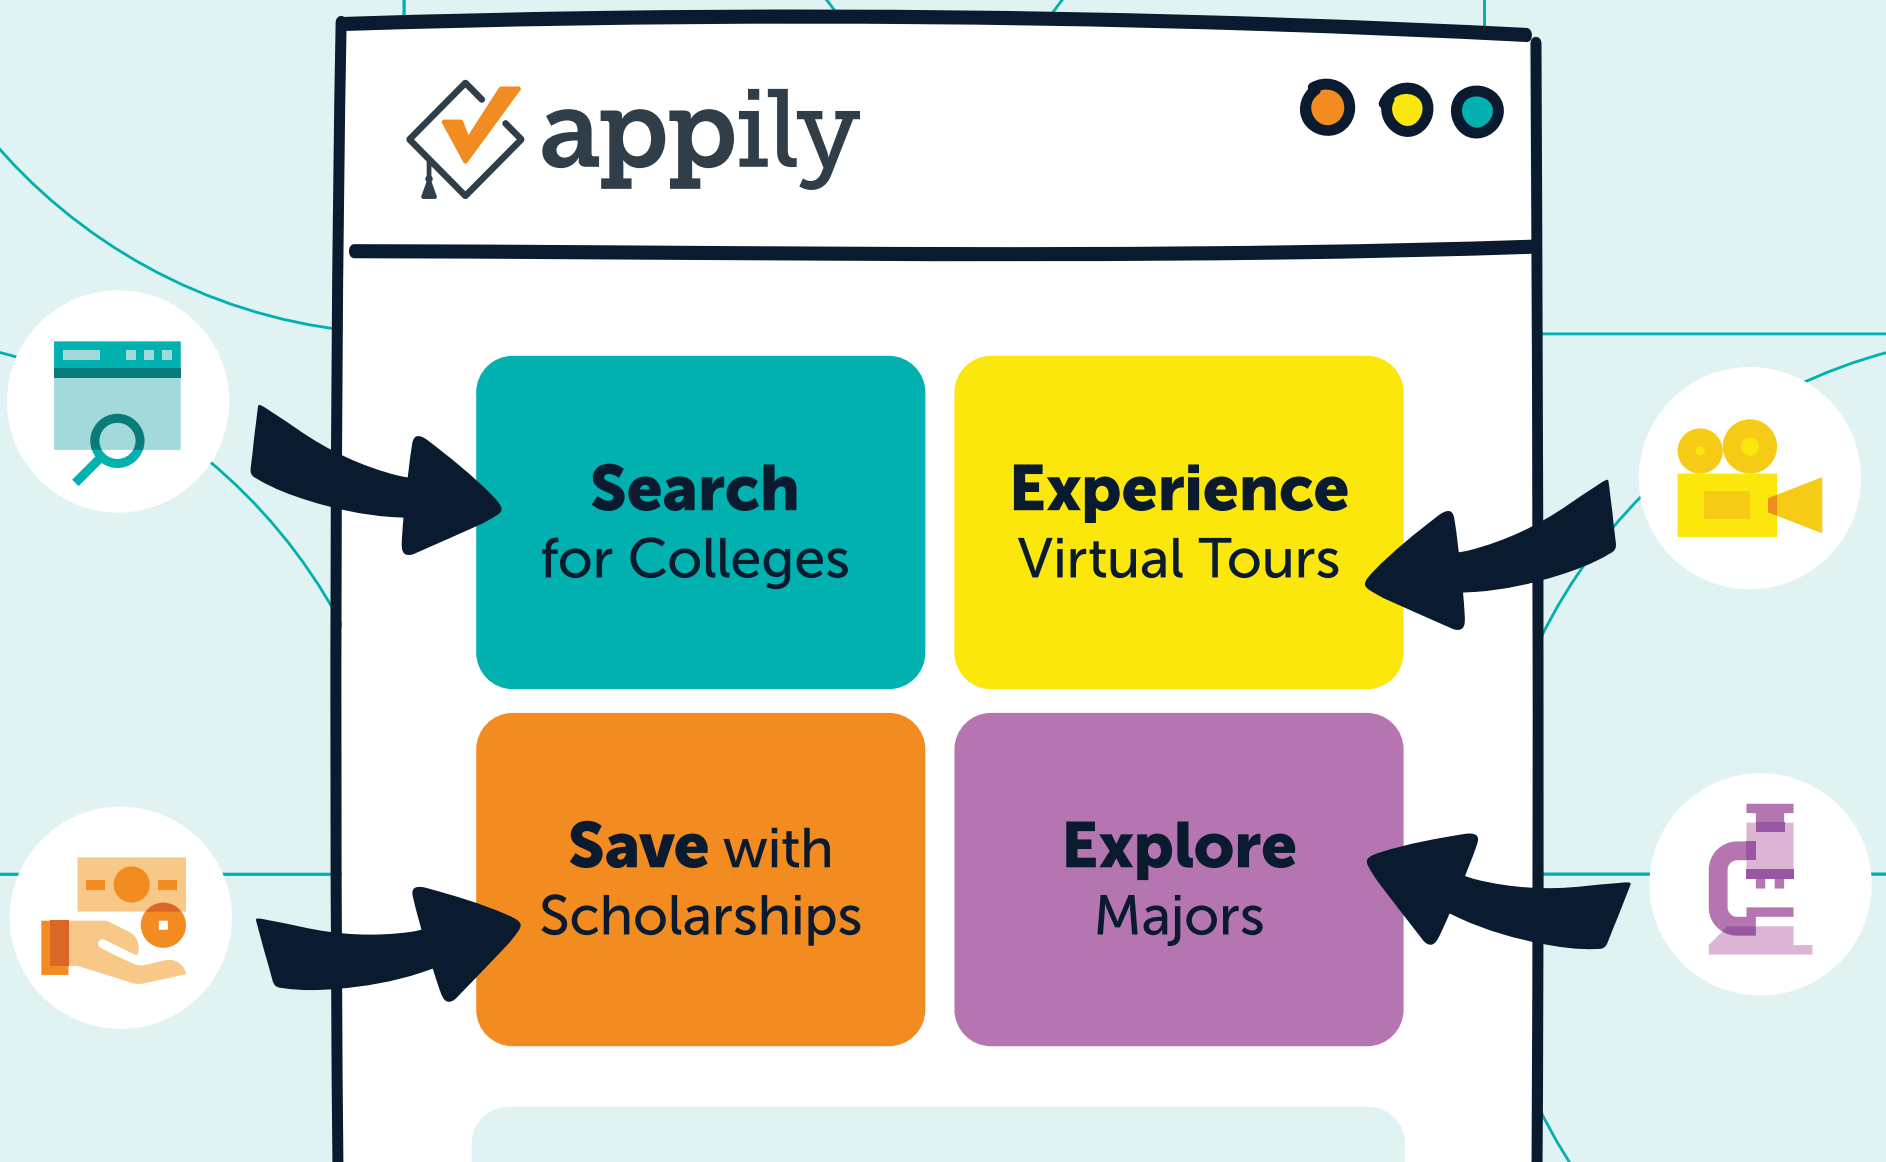 appily
Search
for Colleges
Experience
Virtual Tours
Save with
Scholarships
Explore
Majors